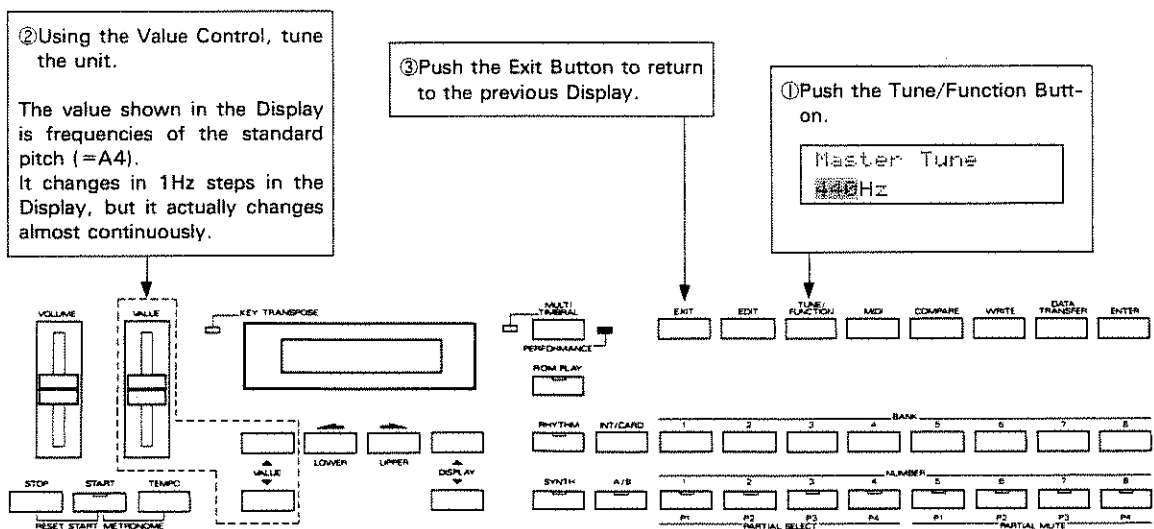 ②Using the Value Control, tune
the unit.
The value shown in the Display
is frequencies of the standard
pitch (=A4).
It changes in 1Hz steps in the
Display, but it actually changes
almost continuously.
③Push the Exit Button to return
to the previous Display.
①Push the Tune/Function Butt-
on.
Master Tune
440Hz
VOLUME
VALUE
KEY TRANSPOSE
MULTI
TIMBRAL
PERFORMANCE
EXIT
EDIT
TUNE/
FUNCTION
MIDI
COMPARE
WRITE
DATA
TRANSFER
ENTER
ROM PLAY
BANK
RHYTHM
INT/CARD
1 2 3 4 5 6 7 8
VALUE
LOWER
UPPER
DISPLAY
NUMBER
STOP
START
TEMPO
SYNTH
A/B
1 2 3 4 5 6 7 8
RESET START
METRONOME
P1 P2 P3 P4 P1 P2 P3 P4
PARTIAL SELECT
PARTIAL MUTE